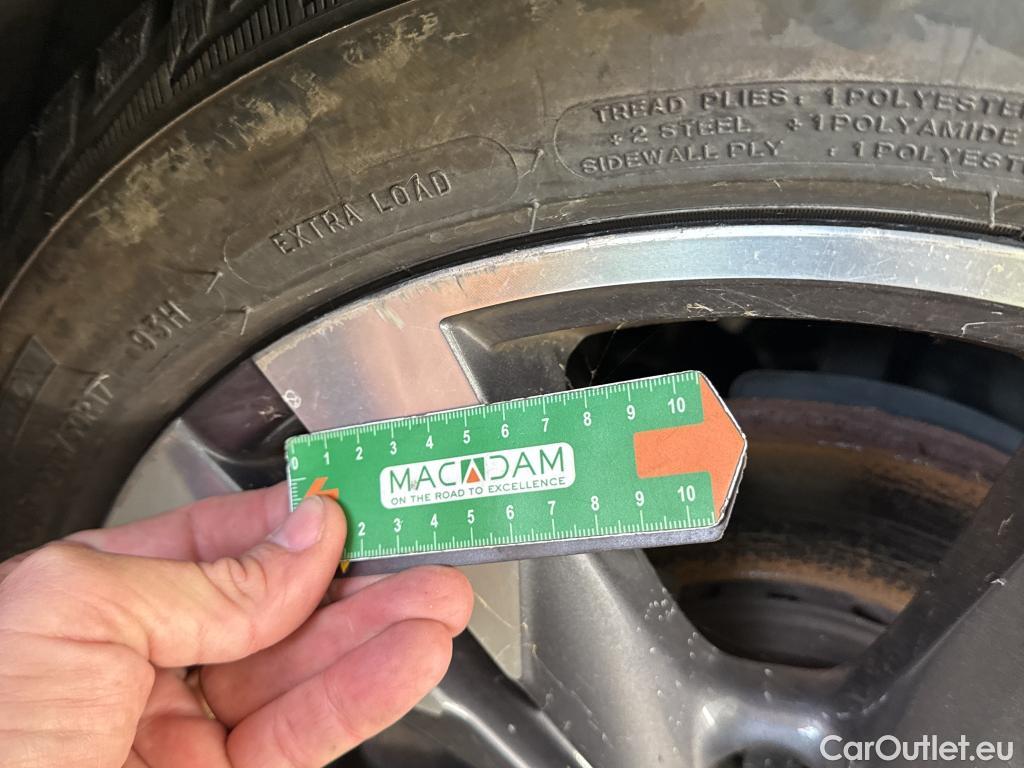 TREAD PLIES : 1 POLYESTER
+2 STEEL +1 POLYAMIDE
SIDEWALL PLY : 1 POLYEST
EXTRA LOAD
93H
R17
0 1 2 3 4 5 6 7 8 9 10
MACADAM
ON THE ROAD TO EXCELLENCE
2 3 4 5 6 7 8 9 10
CarOutlet.eu